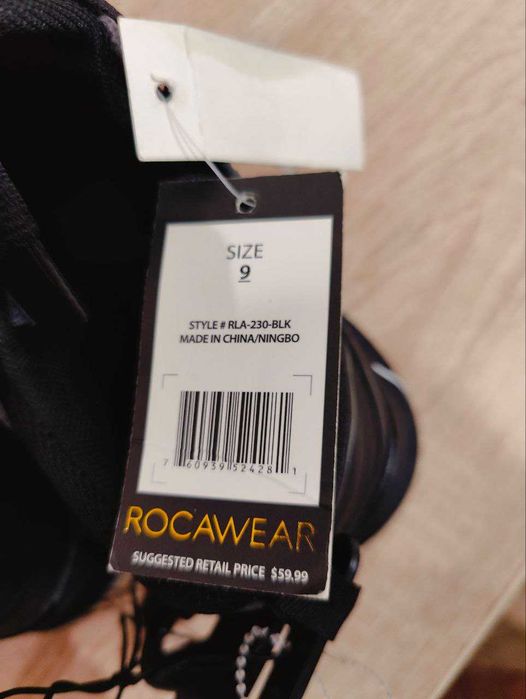 SIZE
9
STYLE # RLA-230-BLK
MADE IN CHINA/NINGBO
7 60939 52428 1
ROCAWEAR
SUGGESTED RETAIL PRICE $59.99